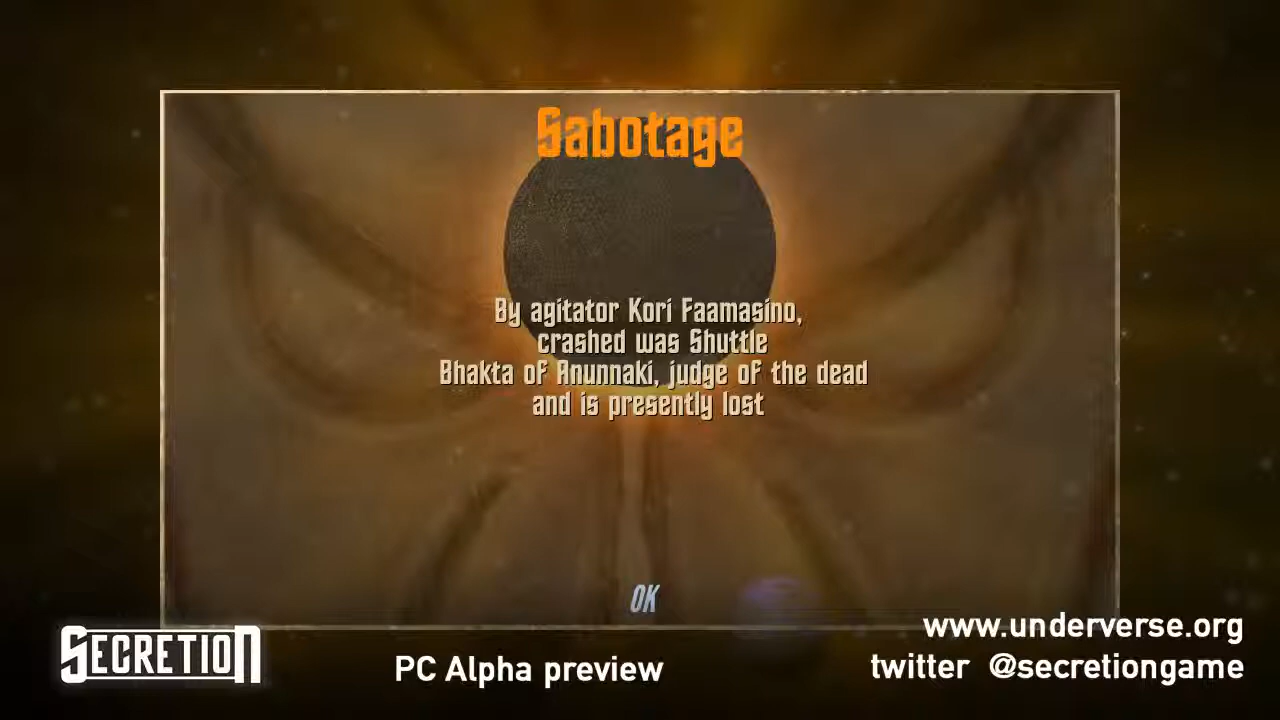 Sabotage
By agitator Kori Faamasino,
crashed was Shuttle
Bhakta of Anunnaki, judge of the dead
and is presently lost
OK
SECRETION
PC Alpha preview
www.underverse.org
twitter @secretiongame